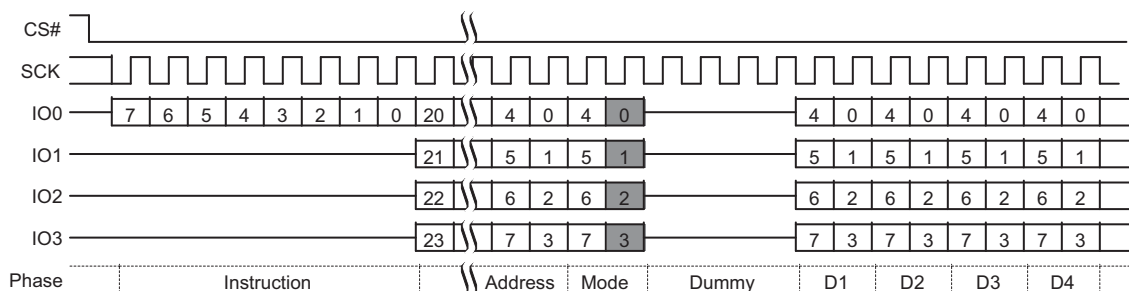 CS#
SCK
IO0 7 6 5 4 3 2 1 0 20 4 0 4 0 4 0 4 0 4 0 4 0
IO1 21 5 1 5 1 5 1 5 1 5 1 5 1
IO2 22 6 2 6 2 6 2 6 2 6 2 6 2
IO3 23 7 3 7 3 7 3 7 3 7 3 7 3
Phase Instruction Address Mode Dummy D1 D2 D3 D4